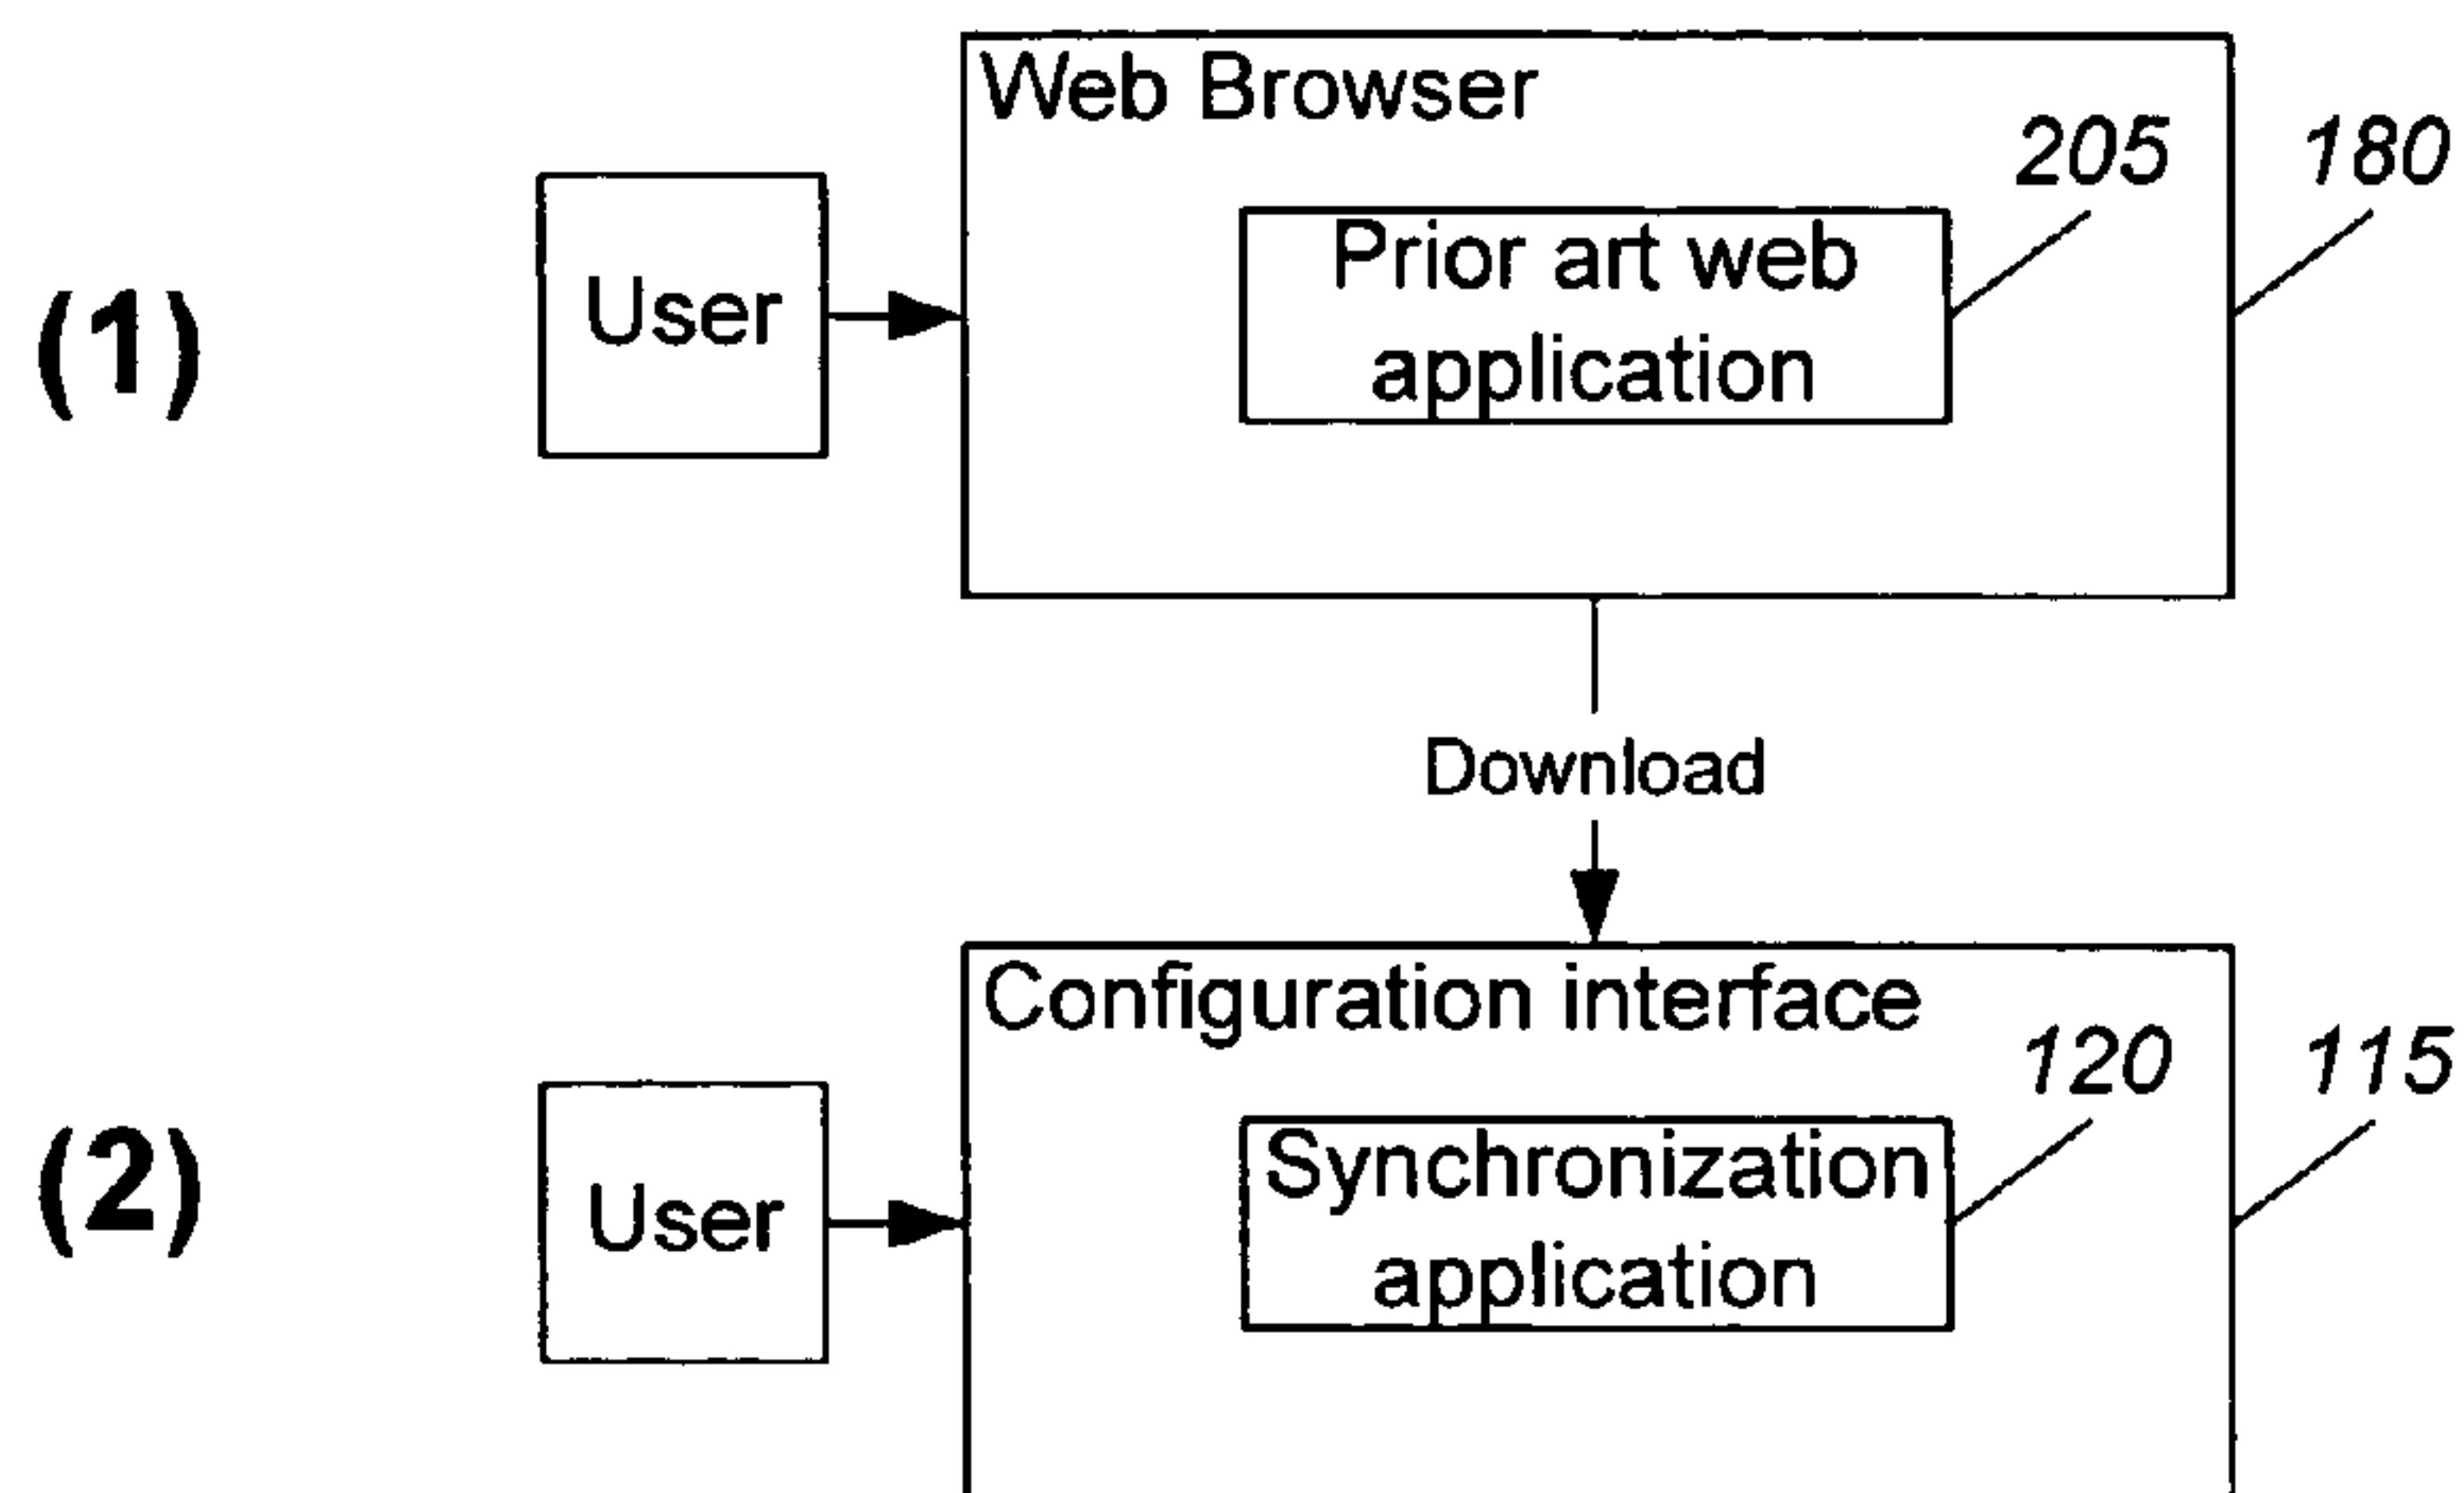 Web Browser
205
180
(1)
User
Prior art web
application
Download
Configuration interface
120
115
(2)
User
Synchronization
application